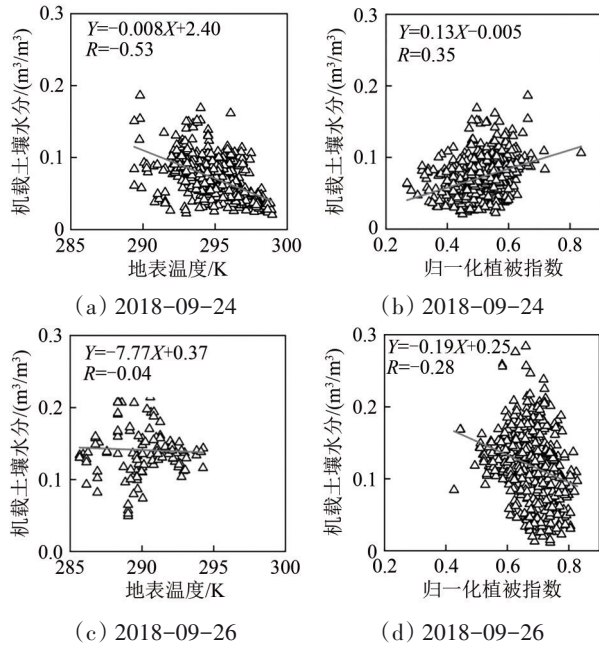 Y=-0.008X+2.40
R=-0.53
机载土壤水分/(m³/m³)
0.3
0.2
0.1
0
285 290 295 300
地表温度/K
(a) 2018-09-24
Y=0.13X-0.005
R=0.35
机载土壤水分/(m³/m³)
0.3
0.2
0.1
0
0.2 0.4 0.6 0.8
归一化植被指数
(b) 2018-09-24
Y=-7.77X+0.37
R=-0.04
机载土壤水分/(m³/m³)
0.3
0.2
0.1
0.0
285 290 295 300
地表温度/K
(c) 2018-09-26
Y=-0.19X+0.25
R=-0.28
机载土壤水分/(m³/m³)
0.3
0.2
0.1
0
0.2 0.4 0.6 0.8
归一化植被指数
(d) 2018-09-26